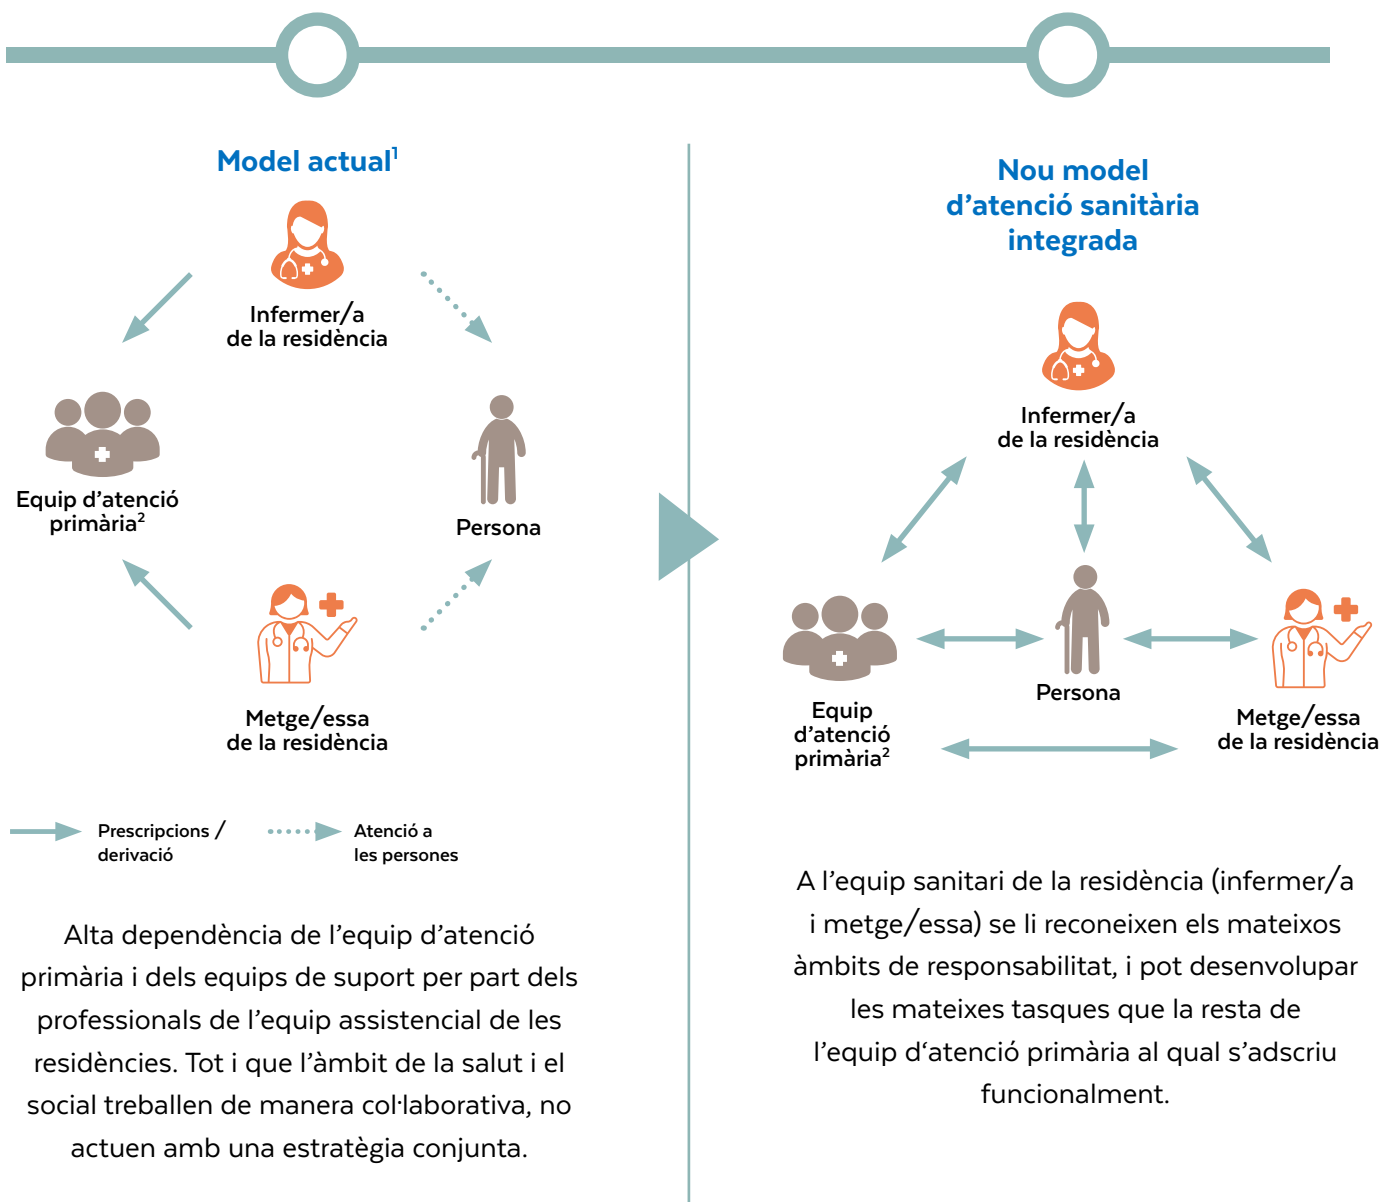 Model actual¹
Infermer/a
de la residència
Equip d’atenció
primària²
Persona
Metge/essa
de la residència
Prescripcions /
derivació
Atenció a
les persones
Alta dependència de l’equip d’atenció
primària i dels equips de suport per part dels
professionals de l’equip assistencial de les
residències. Tot i que l’àmbit de la salut i el
social treballen de manera col·laborativa, no
actuen amb una estratègia conjunta.
Nou model
d’atenció sanitària
integrada
Infermer/a
de la residència
Equip
d’atenció
primària²
Persona
Metge/essa
de la residència
A l’equip sanitari de la residència (infermer/a
i metge/essa) se li reconeixen els mateixos
àmbits de responsabilitat, i pot desenvolupar
les mateixes tasques que la resta de
l’equip d‘atenció primària al qual s’adscriu
funcionalment.